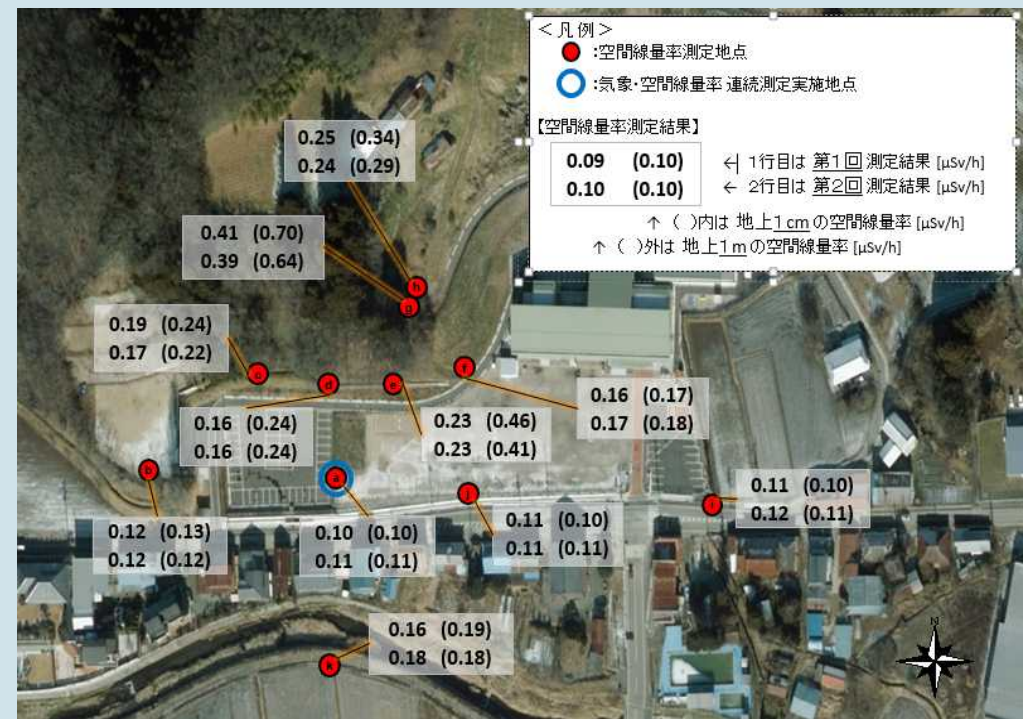 ＜凡例＞
:空間線量率測定地点
:気象・空間線量率 連続測定実施地点
【空間線量率測定結果】
0.09 (0.10)
0.10 (0.10)
← 1行目は 第1回 測定結果 [μSv/h]
← 2行目は 第2回 測定結果 [μSv/h]
↑ ( )内は 地上1cmの空間線量率 [μSv/h]
↑ ( )外は 地上1mの空間線量率 [μSv/h]
0.25 (0.34)
0.24 (0.29)
0.41 (0.70)
0.39 (0.64)
h
g
0.19 (0.24)
0.17 (0.22)
c
d
e
f
0.16 (0.24)
0.16 (0.24)
0.23 (0.46)
0.23 (0.41)
0.16 (0.17)
0.17 (0.18)
b
a
j
i
0.12 (0.13)
0.12 (0.12)
0.10 (0.10)
0.11 (0.11)
0.11 (0.10)
0.11 (0.11)
0.11 (0.10)
0.12 (0.11)
0.16 (0.19)
0.18 (0.18)
k
N